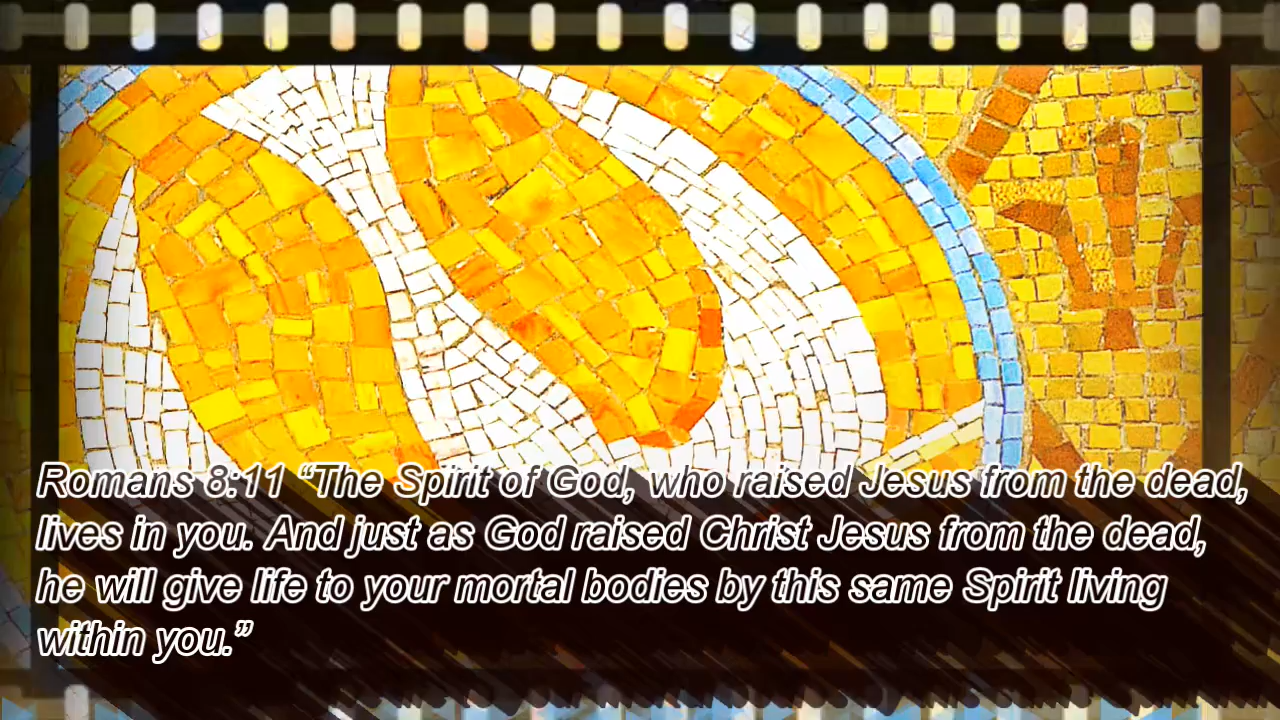 Romans 8:11 “The Spirit of God, who raised Jesus from the dead,
lives in you. And just as God raised Christ Jesus from the dead,
he will give life to your mortal bodies by this same Spirit living
within you.”